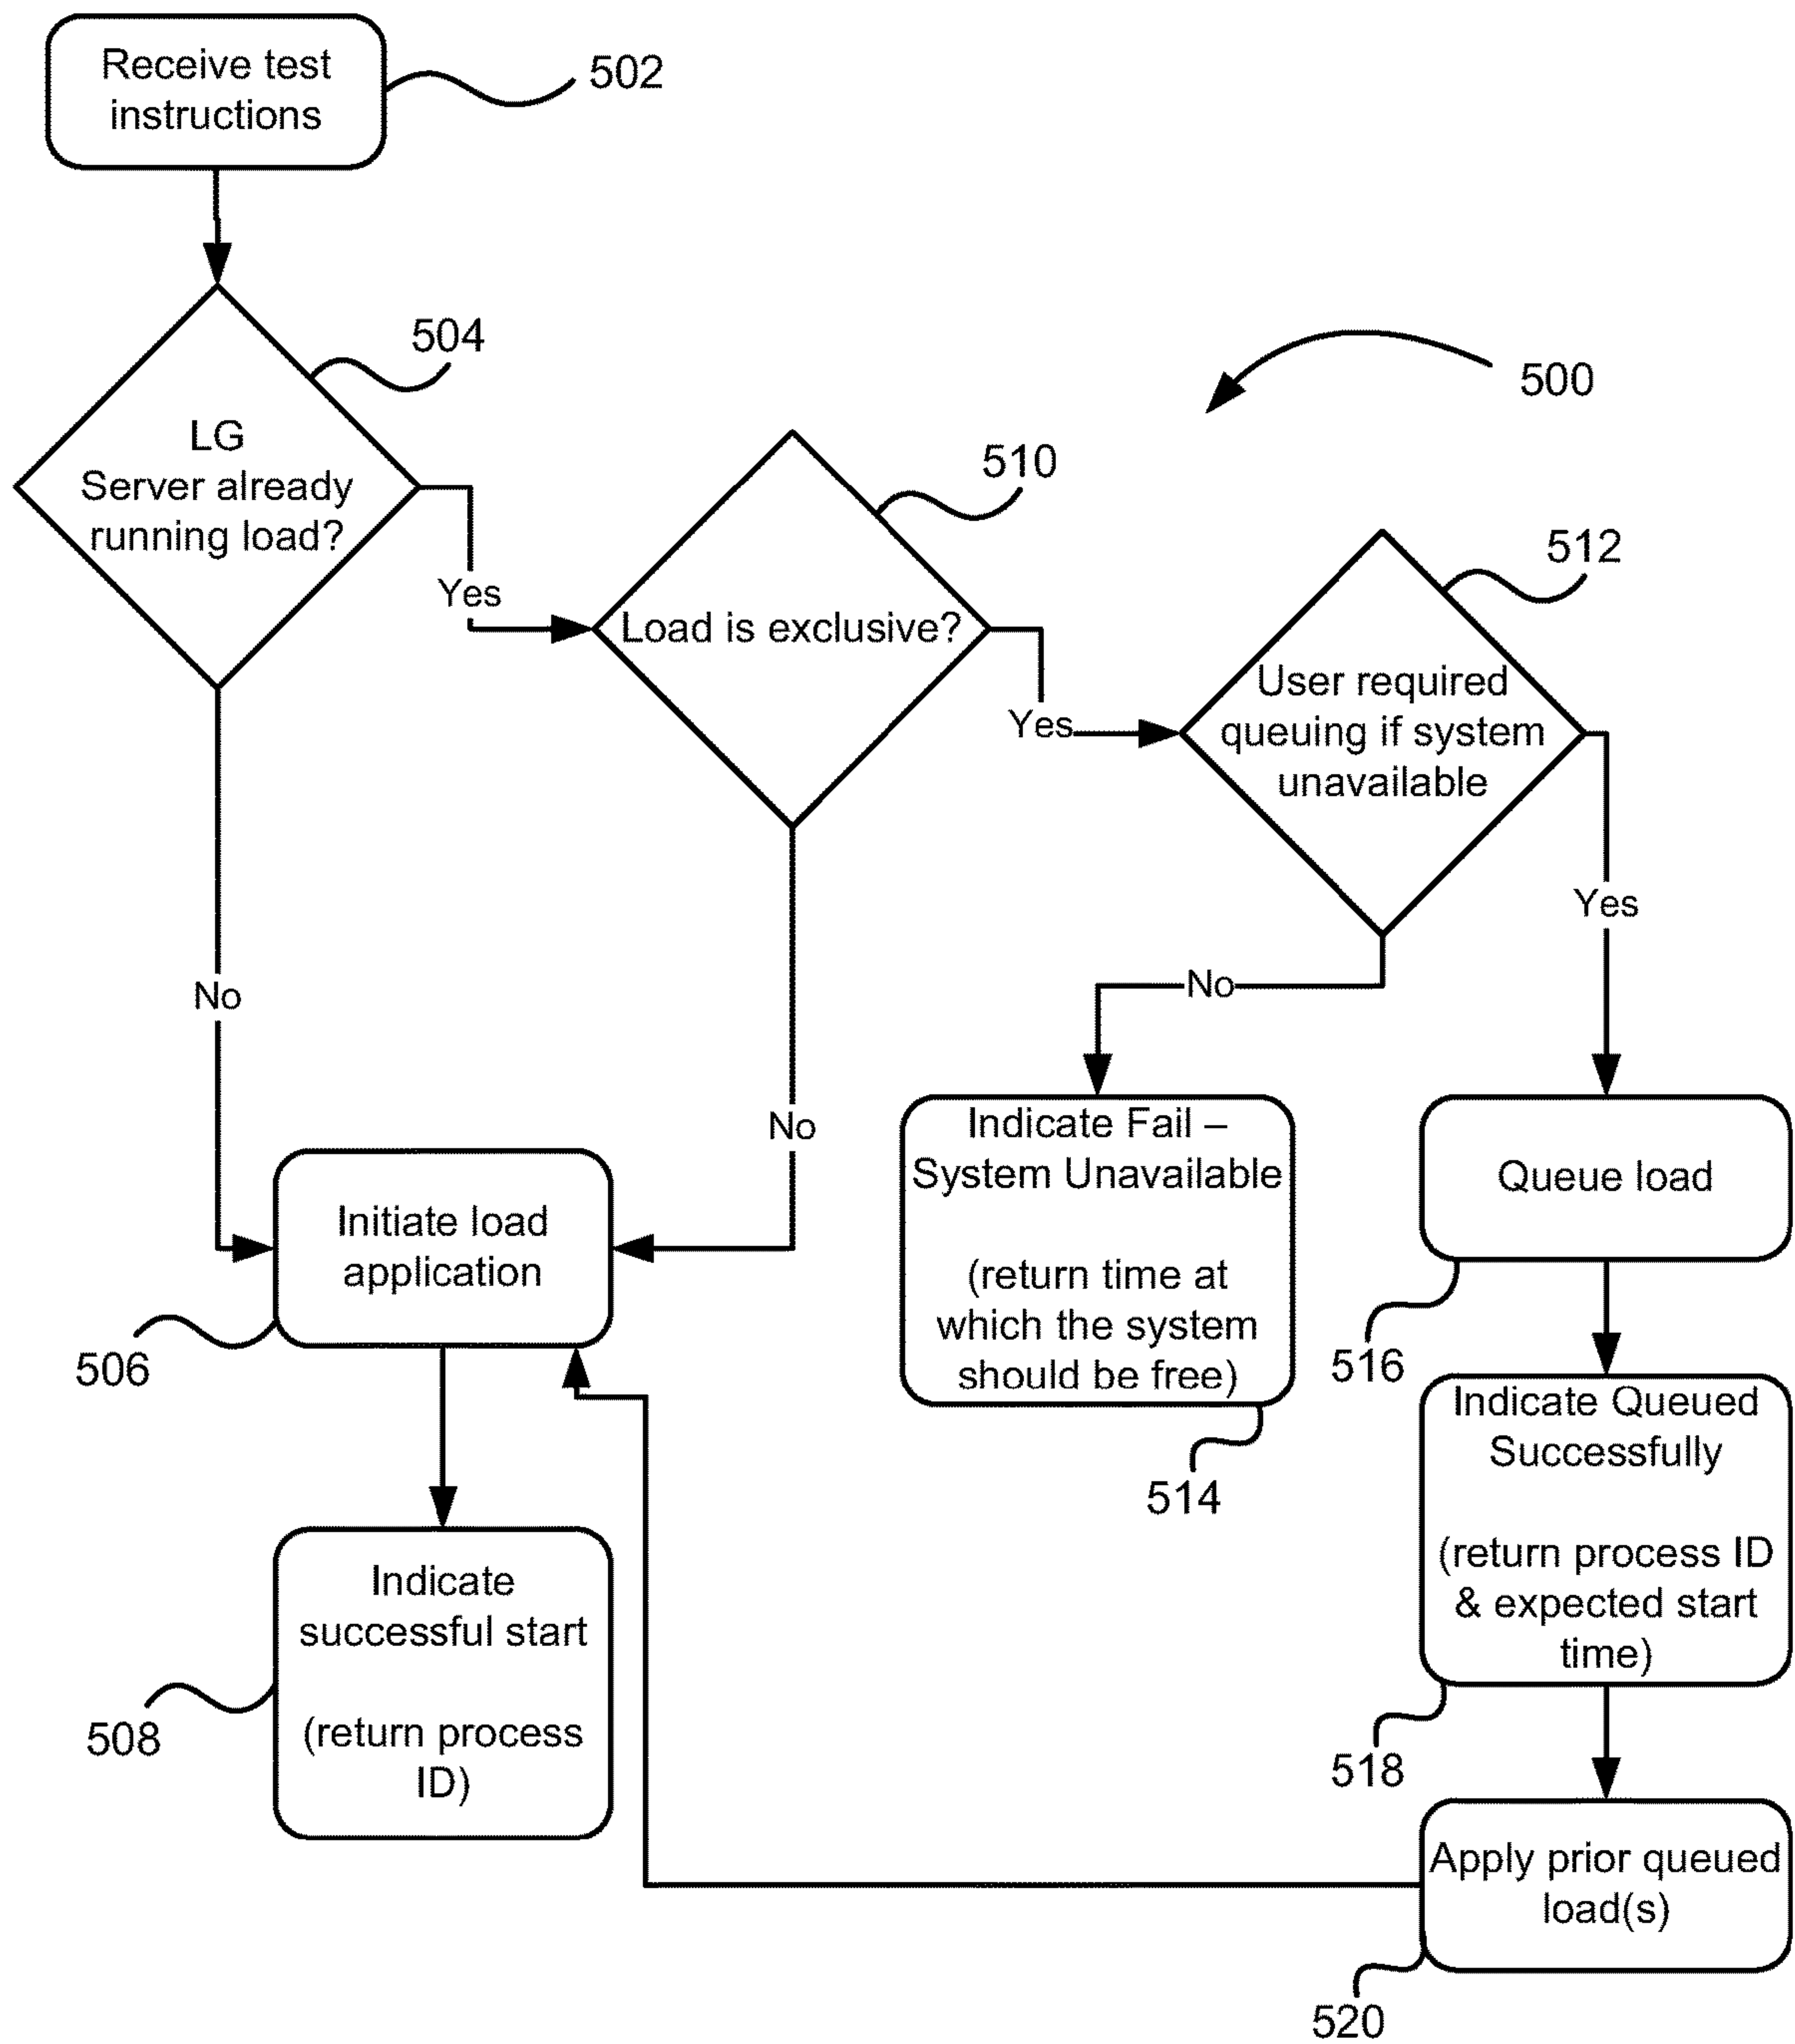 Receive test
instructions
502
504
LG
Server already
running load?
500
510
Load is exclusive?
Yes
512
User required
queuing if system
unavailable
Yes
Yes
No
No
No
Initiate load
application
506
Indicate Fail –
System Unavailable
(return time at
which the system
should be free)
514
Queue load
516
Indicate Queued
Successfully
(return process ID
& expected start
time)
518
Indicate
successful start
(return process
ID)
508
Apply prior queued
load(s)
520